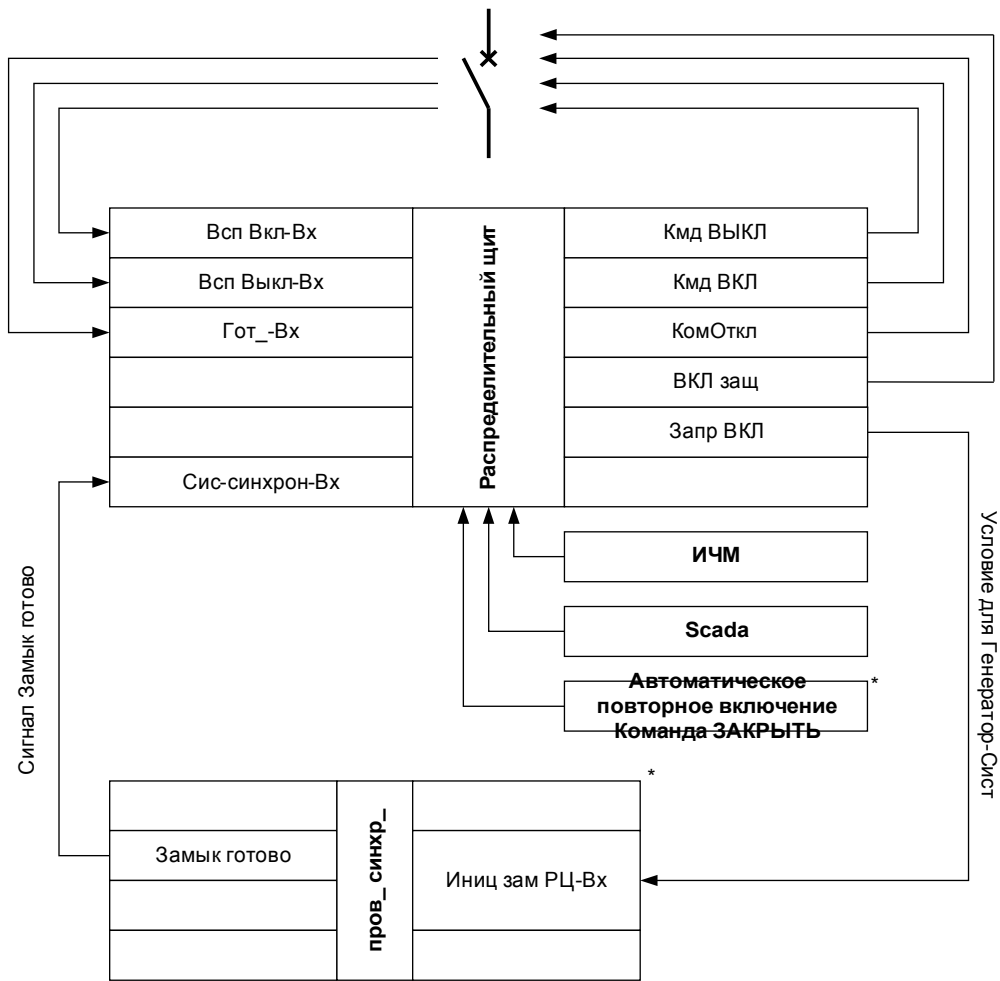 Всп Вкл-Вх
Всп Выкл-Вх
Гот_-Вх
Сис-синхрон-Вх
Распределительный щит
Кмд ВЫКЛ
Кмд ВКЛ
КомОткл
ВКЛ защ
Запр ВКЛ
ИЧМ
Scada
Автоматическое
повторное включение
Команда ЗАКРЫТЬ
*
Сигнал Замык готово
Условие для Генератор-Сист
*
Замык готово
пров_ синхр_
Иниц зам РЦ-Вх